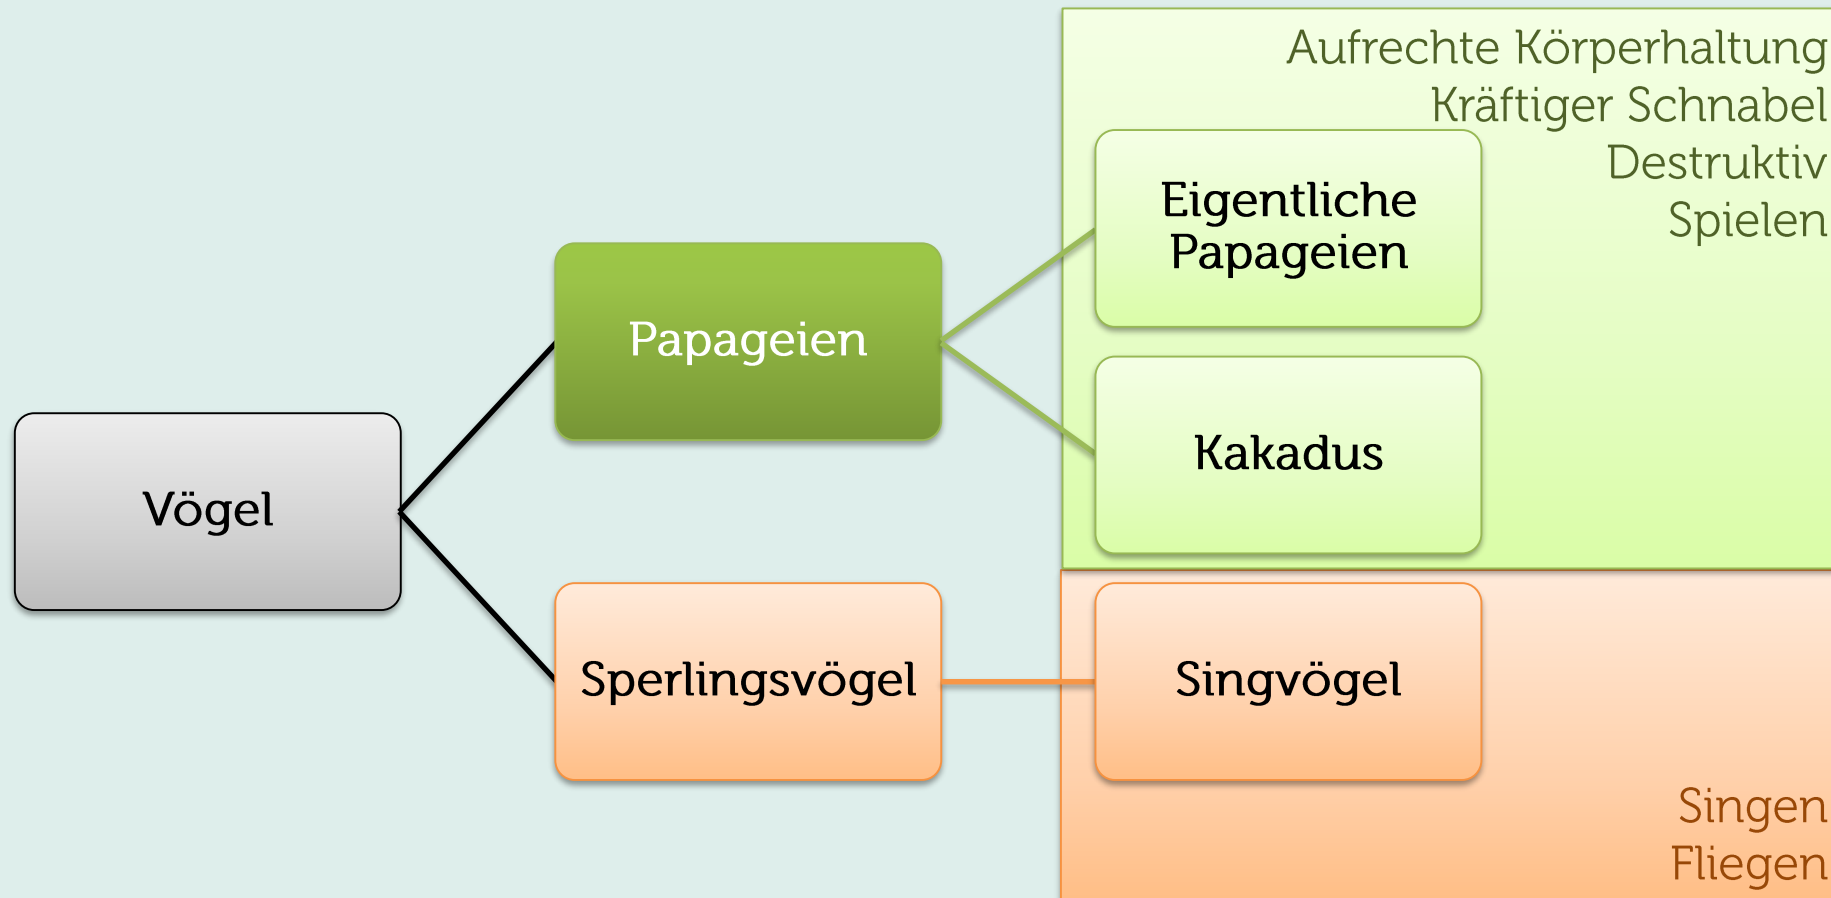 Aufrechte Körperhaltung
Kräftiger Schnabel
Destruktiv
Spielen
Eigentliche
Papageien
Papageien
Kakadus
Vögel
Sperlingsvögel
Singvögel
Singen
Fliegen